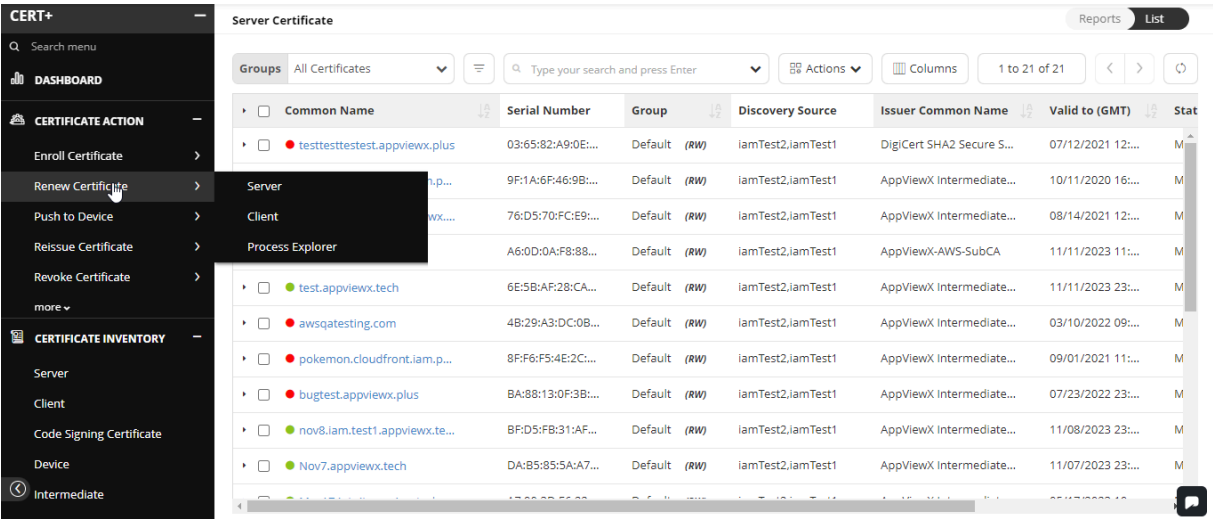 CERT+
Server Certificate
Reports List
Search menu
DASHBOARD
Groups All Certificates Type your search and press Enter Actions Columns 1 to 21 of 21
CERTIFICATE ACTION
Enroll Certificate
Renew Certificate
Push to Device
Reissue Certificate
Revoke Certificate
more
Server
Client
Process Explorer
CERTIFICATE INVENTORY
Server
Client
Code Signing Certificate
Device
Intermediate
Common Name Serial Number Group Discovery Source Issuer Common Name Valid to (GMT) Stat
testtesttestest.appviewx.plus 03:65:82:A9:0E:... Default (RW) iamTest2,iamTest1 DigiCert SHA2 Secure S... 07/12/2021 12:... M
m.p... 9F:1A:6F:46:9B:... Default (RW) iamTest2,iamTest1 AppViewX Intermediate... 10/11/2020 16:... M
wx.... 76:D5:70:FC:E9:... Default (RW) iamTest2,iamTest1 AppViewX Intermediate... 08/14/2021 12:... M
A6:0D:0A:F8:88... Default (RW) iamTest2,iamTest1 AppViewX-AWS-SubCA 11/11/2023 11:... M
test.appviewx.tech 6E:5B:AF:28:CA... Default (RW) iamTest2,iamTest1 AppViewX Intermediate... 11/11/2023 23:... M
awsqatesting.com 4B:29:A3:DC:0B... Default (RW) iamTest2,iamTest1 AppViewX Intermediate... 03/10/2022 09:... M
pokemon.cloudfront.iam.p... 8F:F6:F5:4E:2C:... Default (RW) iamTest2,iamTest1 AppViewX Intermediate... 09/01/2021 11:... M
bugtest.appviewx.plus BA:88:13:0F:3B:... Default (RW) iamTest2,iamTest1 AppViewX Intermediate... 07/23/2022 23:... M
nov8.iam.test1.appviewx.te... BF:D5:FB:31:AF... Default (RW) iamTest2,iamTest1 AppViewX Intermediate... 11/08/2023 23:... M
Nov7.appviewx.tech DA:B5:85:5A:A7... Default (RW) iamTest2,iamTest1 AppViewX Intermediate... 11/07/2023 23:... M